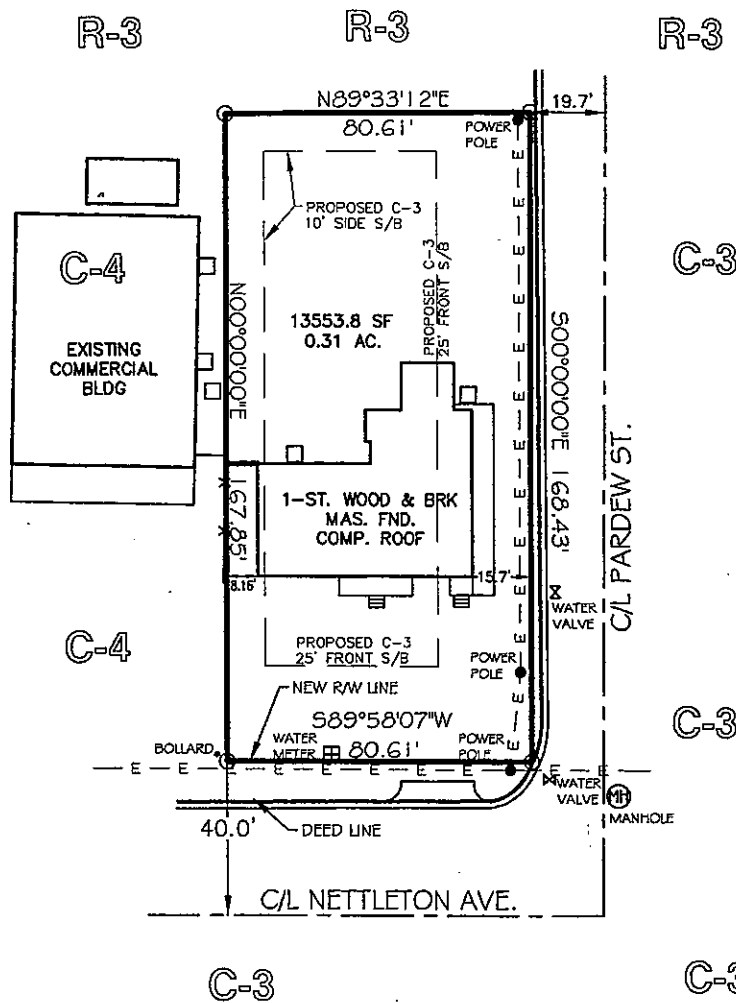 R-3
R-3
R-3
N89°33'12"E
80.61'
19.7'
POWER
POLE
E
E
E
E
E
E
E
E
E
PROPOSED C-3
10' SIDE S/B
PROPOSED C-3
25' FRONT S/B
C-4
EXISTING
COMMERCIAL
BLDG
N00°00'00"E
167.85'
13553.8 SF
0.31 AC.
C-3
S00°00'00"E 168.43'
C/L PARDEW ST.
1-ST. WOOD & BRK
MAS. FND.
COMP. ROOF
8.16'
15.7'
WATER
VALVE
C-4
PROPOSED C-3
25' FRONT S/B
POWER
POLE
NEW R/W LINE
S89°58'07"W
C-3
BOLLARD
WATER
METER
80.61'
POWER
POLE
E E E E E E E E E
WATER
VALVE
MH
MANHOLE
40.0'
DEED LINE
C/L NETTLETON AVE.
C-3
C-3